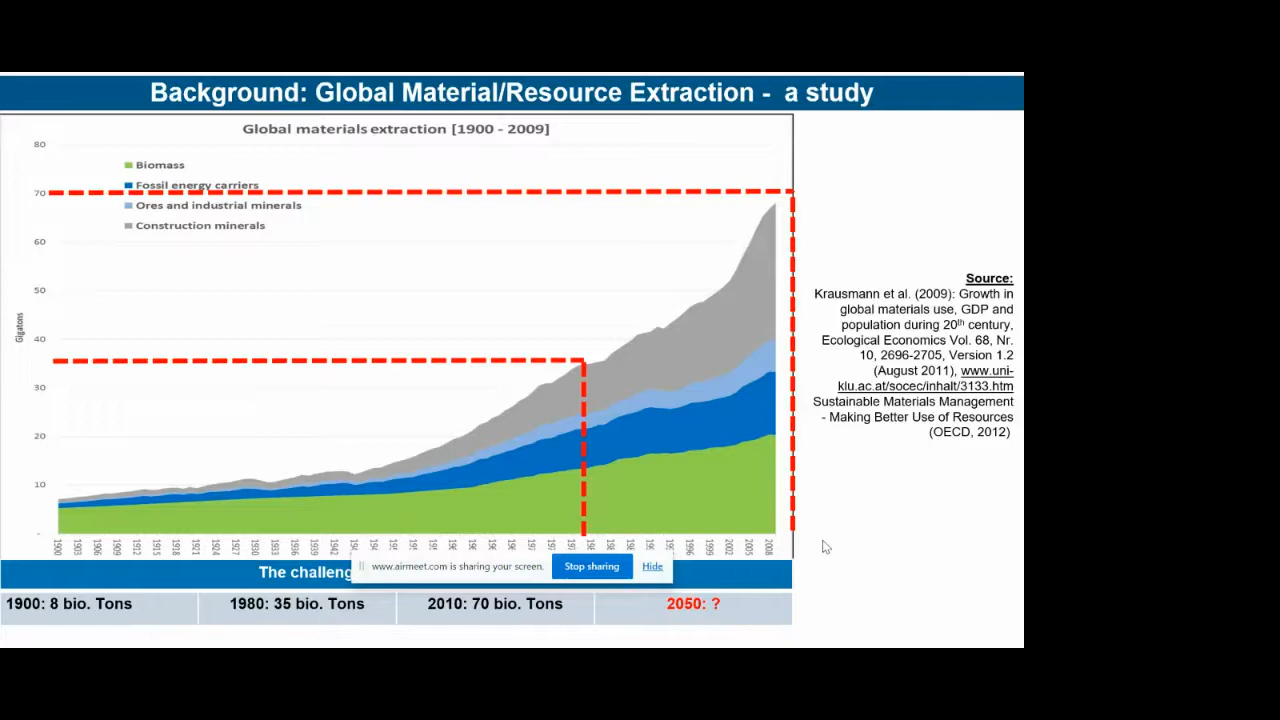 Background: Global Material/Resource Extraction - a study
Global materials extraction [1900 - 2009]
80
70
60
50
40
30
20
10
-
Gigatons
Biomass
Fossil energy carriers
Ores and industrial minerals
Construction minerals
1900 1903 1906 1909 1912 1915 1918 1921 1924 1927 1930 1933 1936 1939 1942 1996 1999 2002 2005 2008
Source:
Krausmann et al. (2009): Growth in
global materials use, GDP and
population during 20th century,
Ecological Economics Vol. 68, Nr.
10, 2696-2705, Version 1.2
(August 2011), www.uni-
klu.ac.at/socec/inhalt/3133.htm
Sustainable Materials Management
- Making Better Use of Resources
(OECD, 2012)
The challeng
www.airmeet.com is sharing your screen.
Stop sharing
Hide
1900: 8 bio. Tons
1980: 35 bio. Tons
2010: 70 bio. Tons
2050: ?